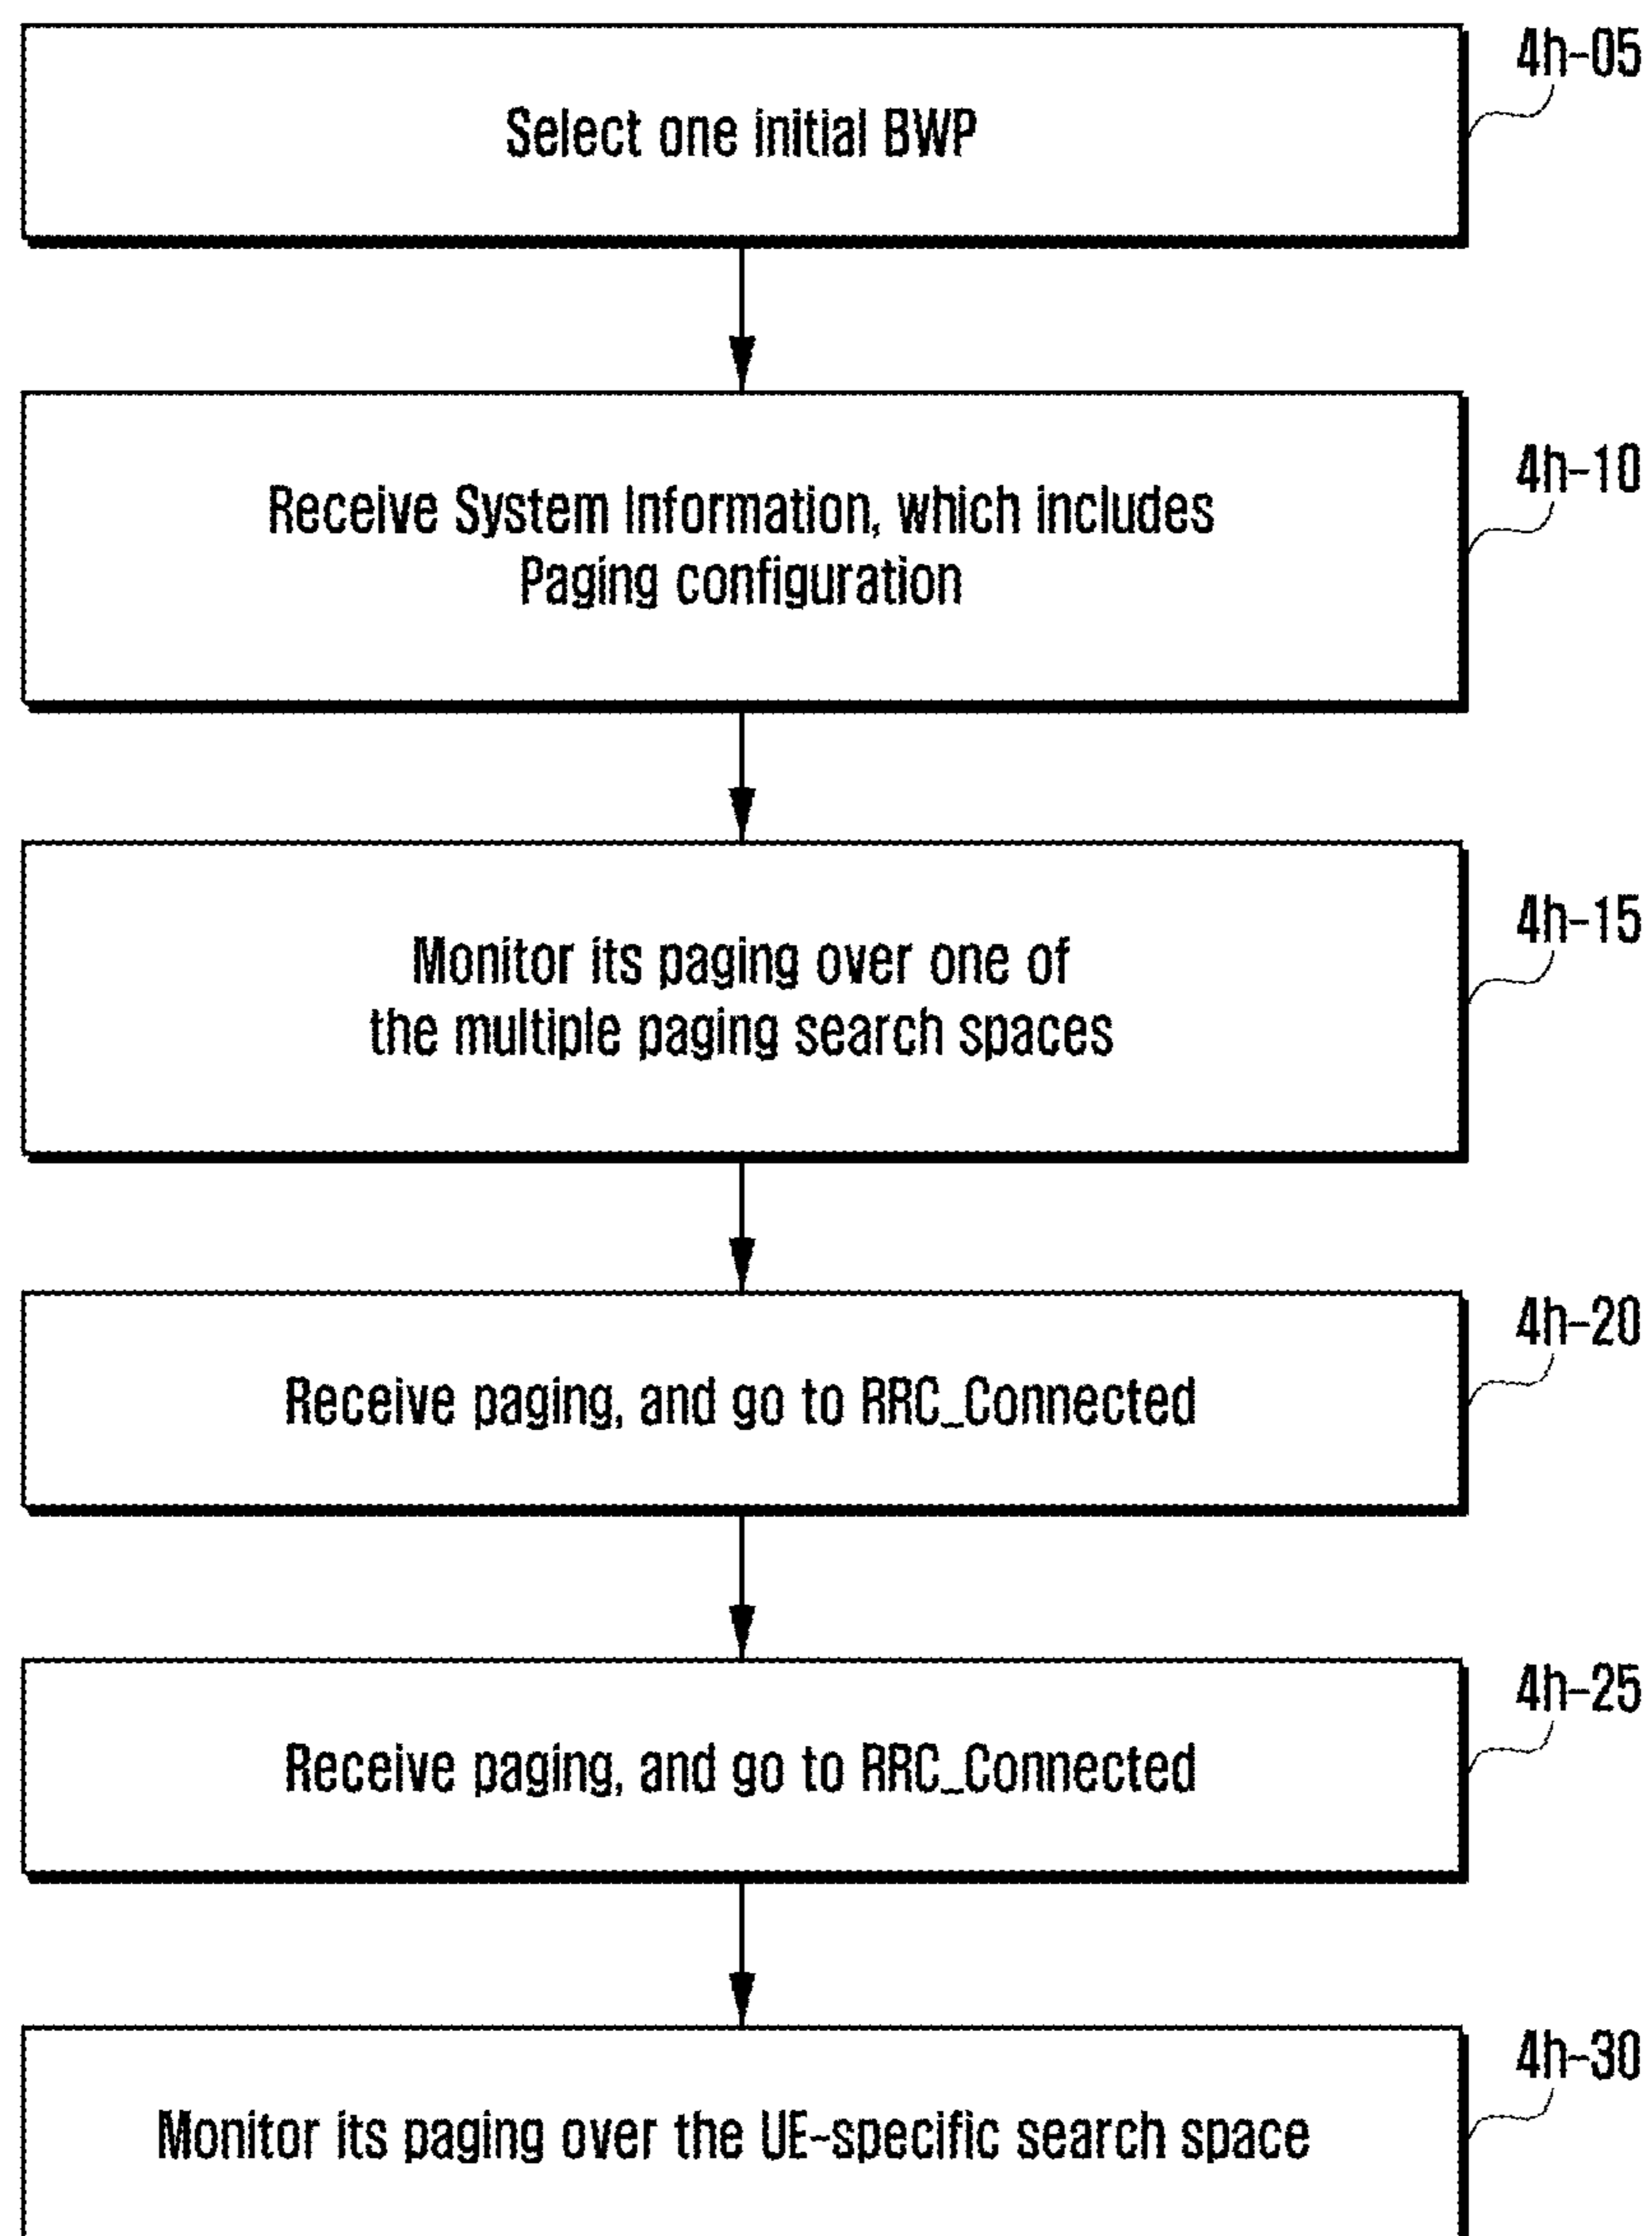 4h-05
Select one initial BWP
4h-10
Receive System Information, which includes
Paging configuration
4h-15
Monitor its paging over one of
the multiple paging search spaces
4h-20
Receive paging, and go to RRC_Connected
4h-25
Receive paging, and go to RRC_Connected
4h-30
Monitor its paging over the UE-specific search space